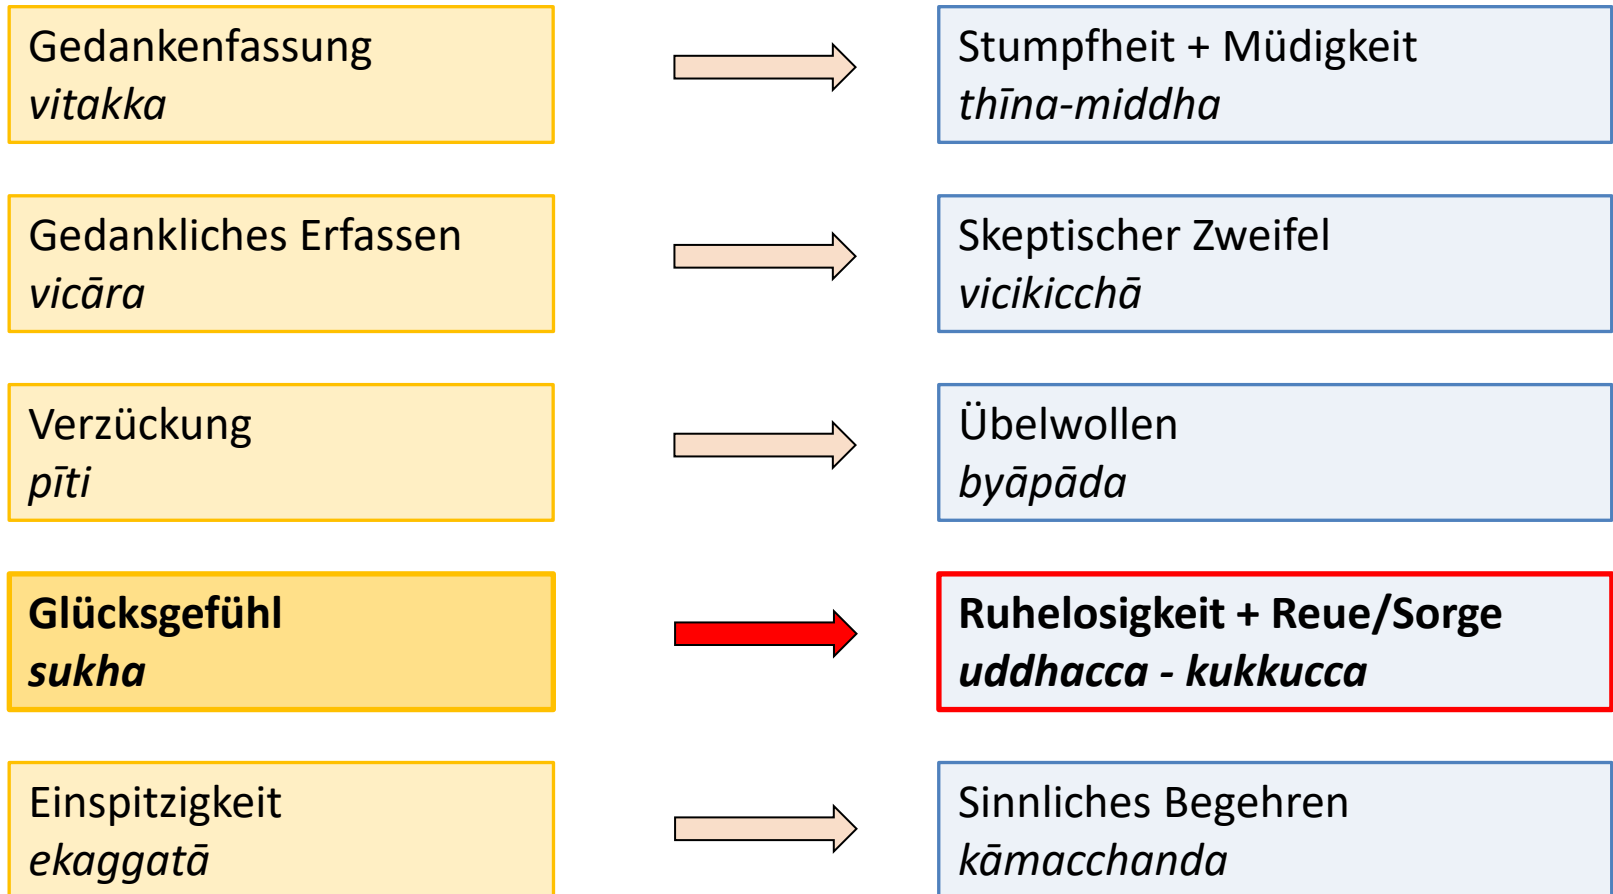 Gedankenfassung
vitakka
Stumpfheit + Müdigkeit
thīna-middha
Gedankliches Erfassen
vicāra
Skeptischer Zweifel
vicikicchā
Verzückung
pīti
Übelwollen
byāpāda
Glücksgefühl
sukha
Ruhelosigkeit + Reue/Sorge
uddhacca - kukkucca
Einspitzigkeit
ekaggatā
Sinnliches Begehren
kāmacchanda